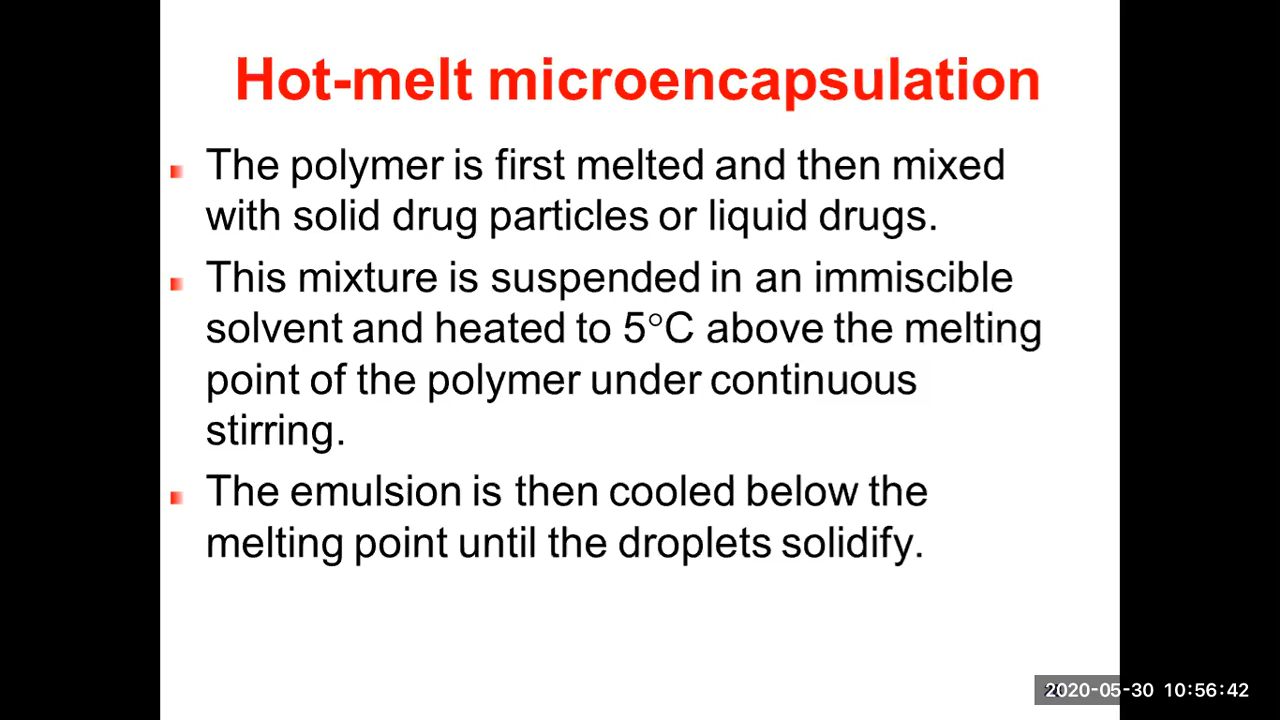 Hot-melt microencapsulation
The polymer is first melted and then mixed
with solid drug particles or liquid drugs.
This mixture is suspended in an immiscible
solvent and heated to 5°C above the melting
point of the polymer under continuous
stirring.
The emulsion is then cooled below the
melting point until the droplets solidify.
2020-05-30 10:56:42